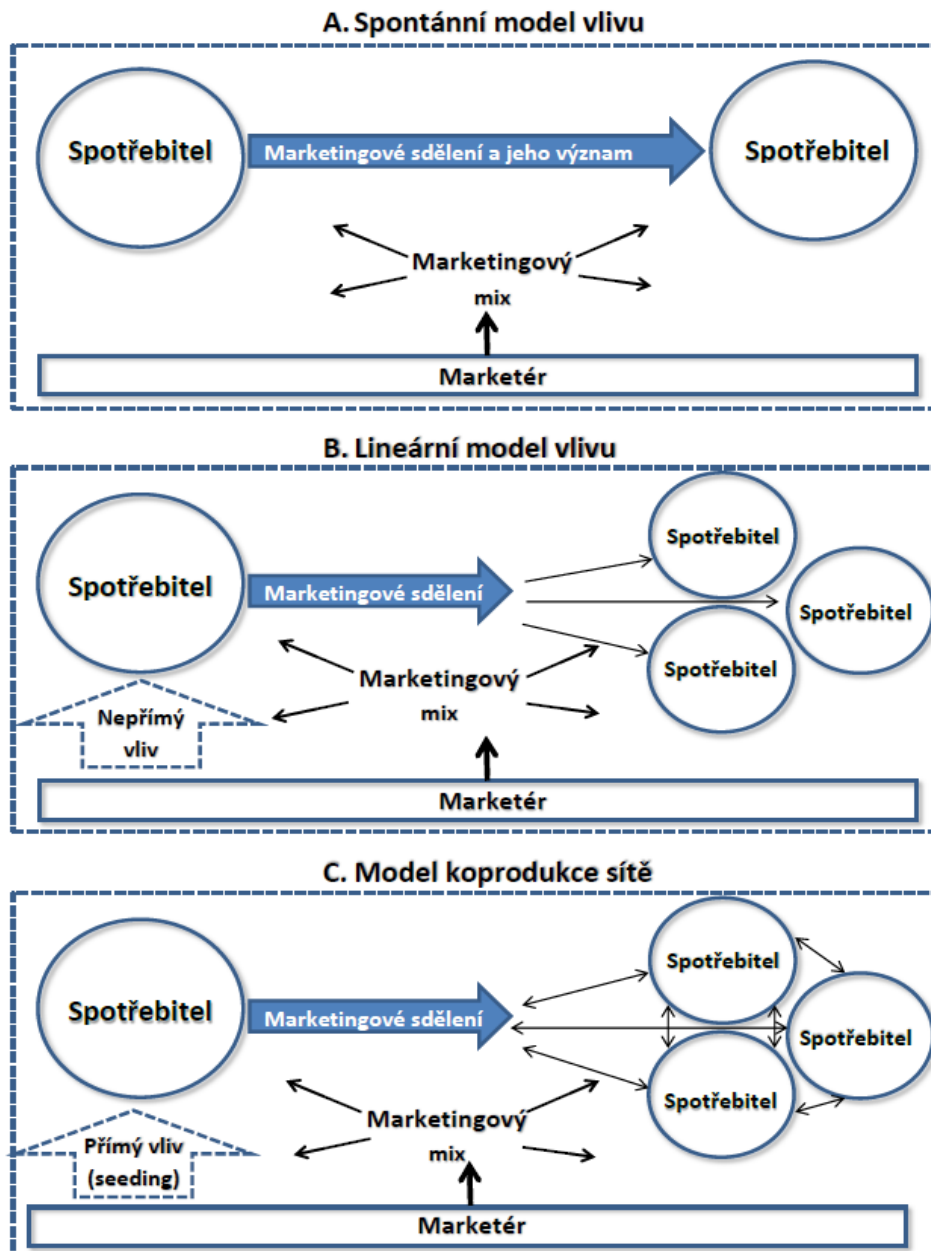 A. Spontánní model vlivu
Spotřebitel
Marketingové sdělení a jeho význam
Spotřebitel
Marketingový
mix
Marketér
B. Lineární model vlivu
Spotřebitel
Marketingové sdělení
Spotřebitel
Spotřebitel
Spotřebitel
Marketingový
mix
Nepřímý
vliv
Marketér
C. Model koprodukce sítě
Spotřebitel
Marketingové sdělení
Spotřebitel
Spotřebitel
Spotřebitel
Marketingový
mix
Přímý vliv
(seeding)
Marketér